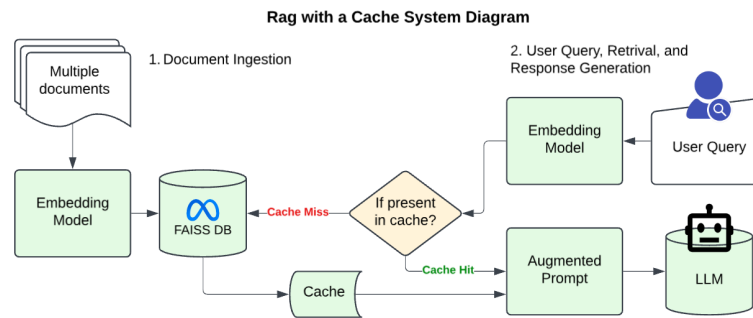 Rag with a Cache System Diagram
Multiple
documents
1. Document Ingestion
2. User Query, Retrival, and
Response Generation
Embedding
Model
User Query
Embedding
Model
FAISS DB
Cache Miss
If present
in cache?
Cache Hit
Cache
Augmented
Prompt
LLM